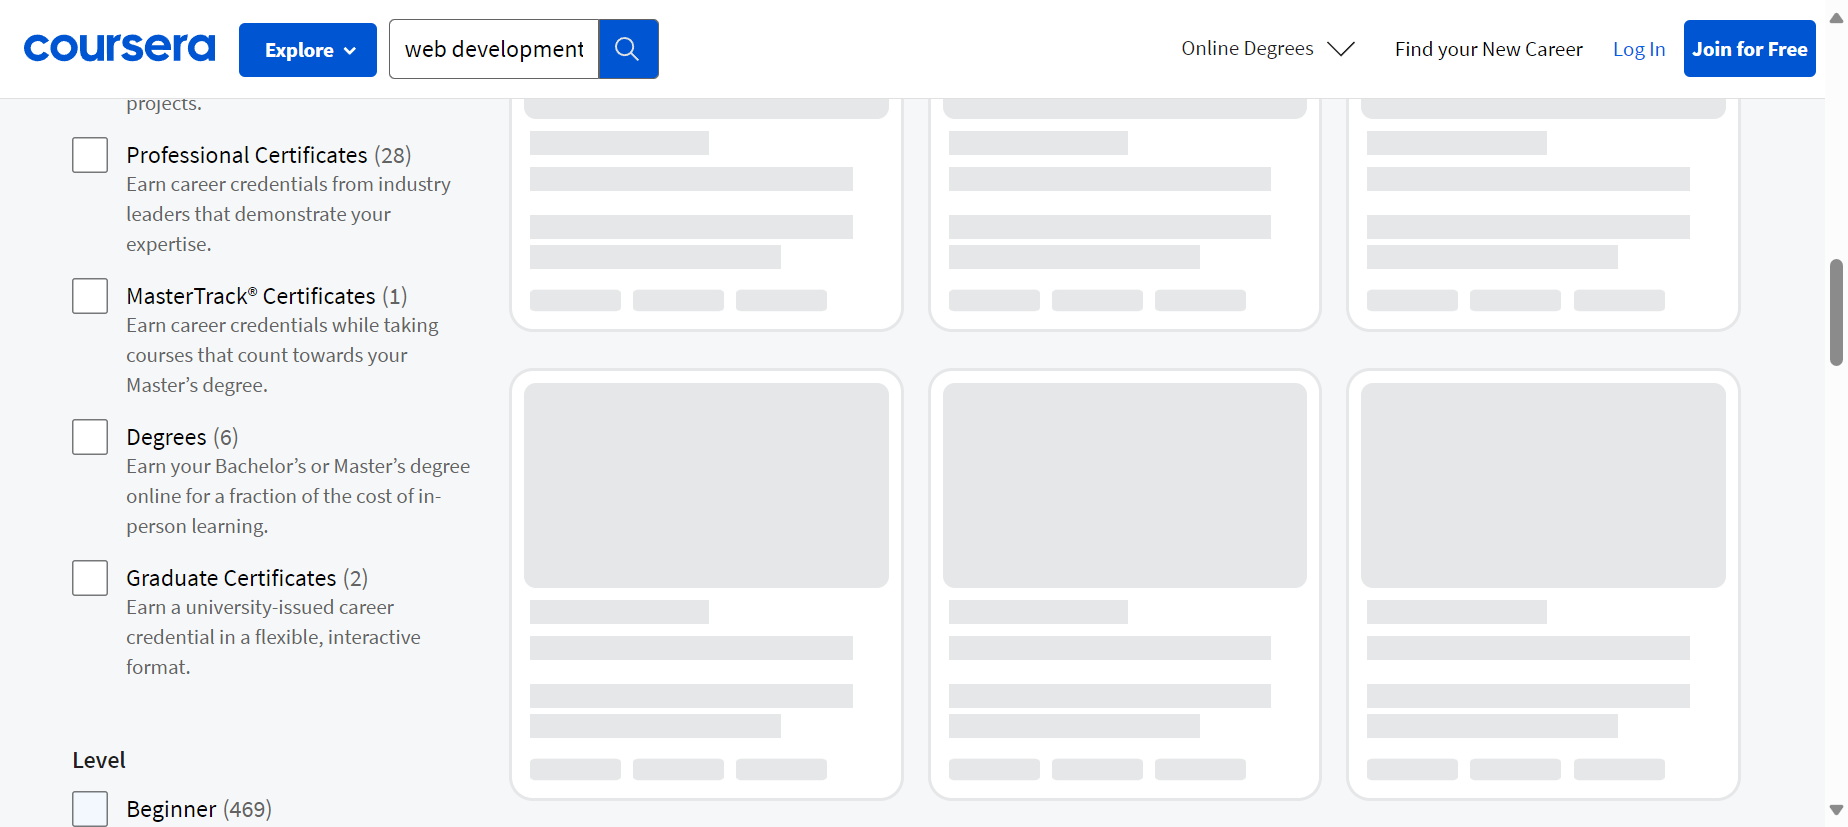 coursera
Explore
web development
Online Degrees
Find your New Career
Log In
Join for Free
projects.
Professional Certificates (28)
Earn career credentials from industry
leaders that demonstrate your
expertise.
MasterTrack® Certificates (1)
Earn career credentials while taking
courses that count towards your
Master’s degree.
Degrees (6)
Earn your Bachelor’s or Master’s degree
online for a fraction of the cost of in-
person learning.
Graduate Certificates (2)
Earn a university-issued career
credential in a flexible, interactive
format.
Level
Beginner (469)